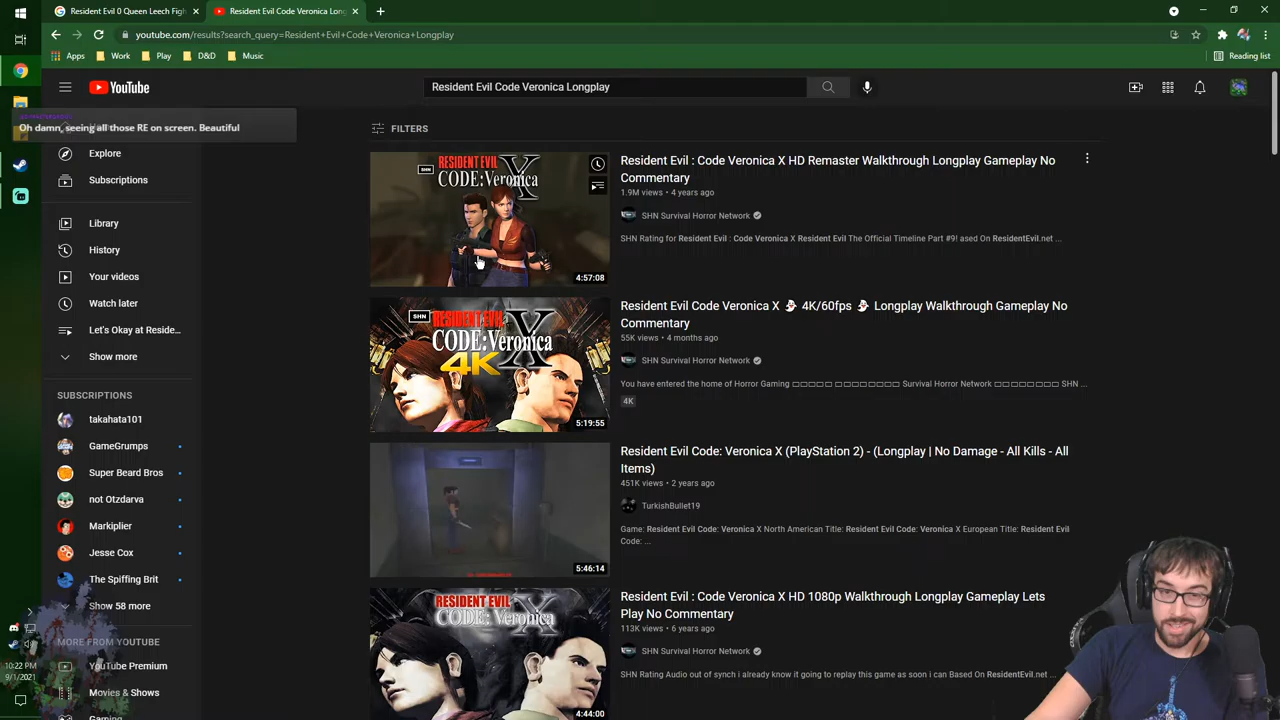 Resident Evil 0 Queen Leech Figh
Resident Evil Code Veronica Long
youtube.com/results?search_query=Resident+Evil+Code+Veronica+Longplay
Apps
Work
Play
D&D
Music
Reading list
YouTube
Resident Evil Code Veronica Longplay
Oh damn, seeing all those RE on screen. Beautiful
Explore
Subscriptions
Library
History
Your videos
Watch later
Let's Okay at Reside...
Show more
SUBSCRIPTIONS
takahata101
GameGrumps
Super Beard Bros
not Otzdarva
Markiplier
Jesse Cox
The Spiffing Brit
Show 58 more
MORE FROM YOUTUBE
YouTube Premium
Movies & Shows
Gaming
FILTERS
SHN
RESIDENT EVIL
CODE:Veronica X
4:57:08
Resident Evil : Code Veronica X HD Remaster Walkthrough Longplay Gameplay No
Commentary
1.9M views • 4 years ago
SHN Survival Horror Network
SHN Rating for Resident Evil : Code Veronica X Resident Evil The Official Timeline Part #9! ased On ResidentEvil.net ...
SHN
RESIDENT EVIL
CODE:Veronica X
4K
5:19:55
Resident Evil Code Veronica X 👻 4K/60fps 👻 Longplay Walkthrough Gameplay No
Commentary
55K views • 4 months ago
SHN Survival Horror Network
You have entered the home of Horror Gaming □□□□□ □□□□□□□□□ Survival Horror Network □□□□□□□ SHN ...
4K
5:46:14
Resident Evil Code: Veronica X (PlayStation 2) - (Longplay | No Damage - All Kills - All
Items)
451K views • 2 years ago
TurkishBullet19
Game: Resident Evil Code: Veronica X North American Title: Resident Evil Code: Veronica X European Title: Resident Evil
Code: ...
RESIDENT EVIL
CODE:Veronica X
4:44:00
Resident Evil : Code Veronica X HD 1080p Walkthrough Longplay Gameplay Lets
Play No Commentary
113K views • 6 years ago
SHN Survival Horror Network
SHN Rating Audio out of synch i already know it going to replay this game as soon i can Based On ResidentEvil.net ...
10:22 PM
9/1/2021